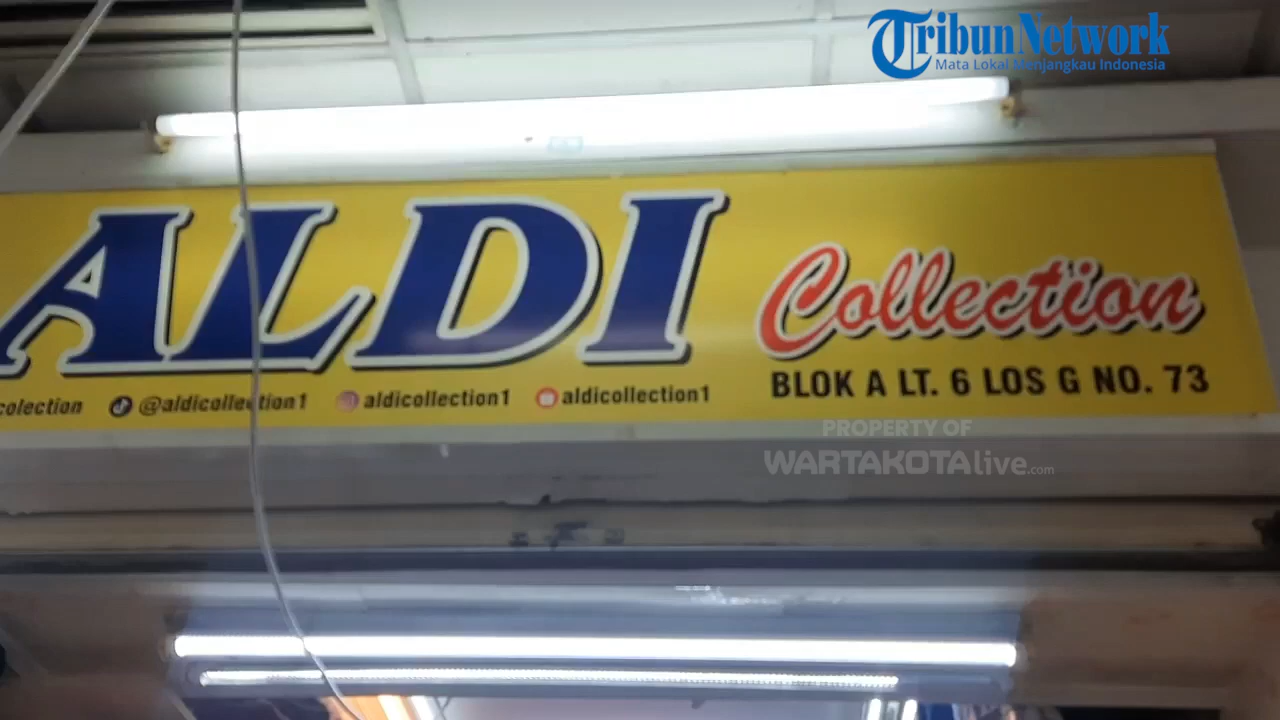 TribunNetwork
Mata Lokal Menjangkau Indonesia
ALDI Collection
BLOK A LT. 6 LOS G NO. 73
colection @aldicollection1 aldicollection1 aldicollection1
PROPERTY OF
WARTAKOTAlive.com